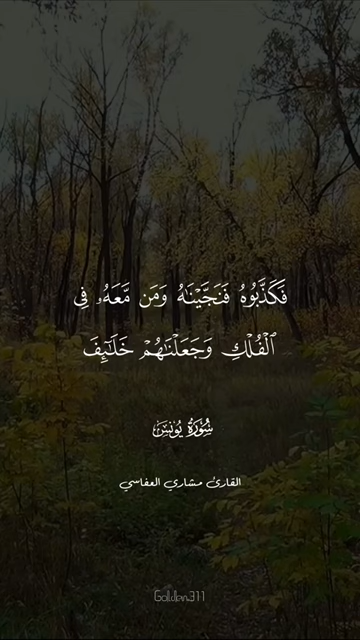 فَكَذَّبُوهُ فَنَجَّيْنَٰهُ وَمَن مَّعَهُۥ فِى
ٱلْفُلْكِ وَجَعَلْنَٰهُمْ خَلَٰٓئِفَ
سُورَةُ يُونُسَ
القارئ مشاري العفاسي
Golden311